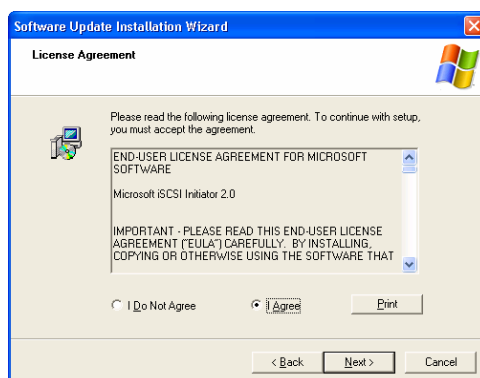 Software Update Installation Wizard
License Agreement
Please read the following license agreement. To continue with setup,
you must accept the agreement.
END-USER LICENSE AGREEMENT FOR MICROSOFT
SOFTWARE
Microsoft iSCSI Initiator 2.0
IMPORTANT - PLEASE READ THIS END-USER LICENSE
AGREEMENT ("EULA") CAREFULLY. BY INSTALLING,
COPYING OR OTHERWISE USING THE SOFTWARE THAT
I Do Not Agree I Agree Print
< Back Next > Cancel